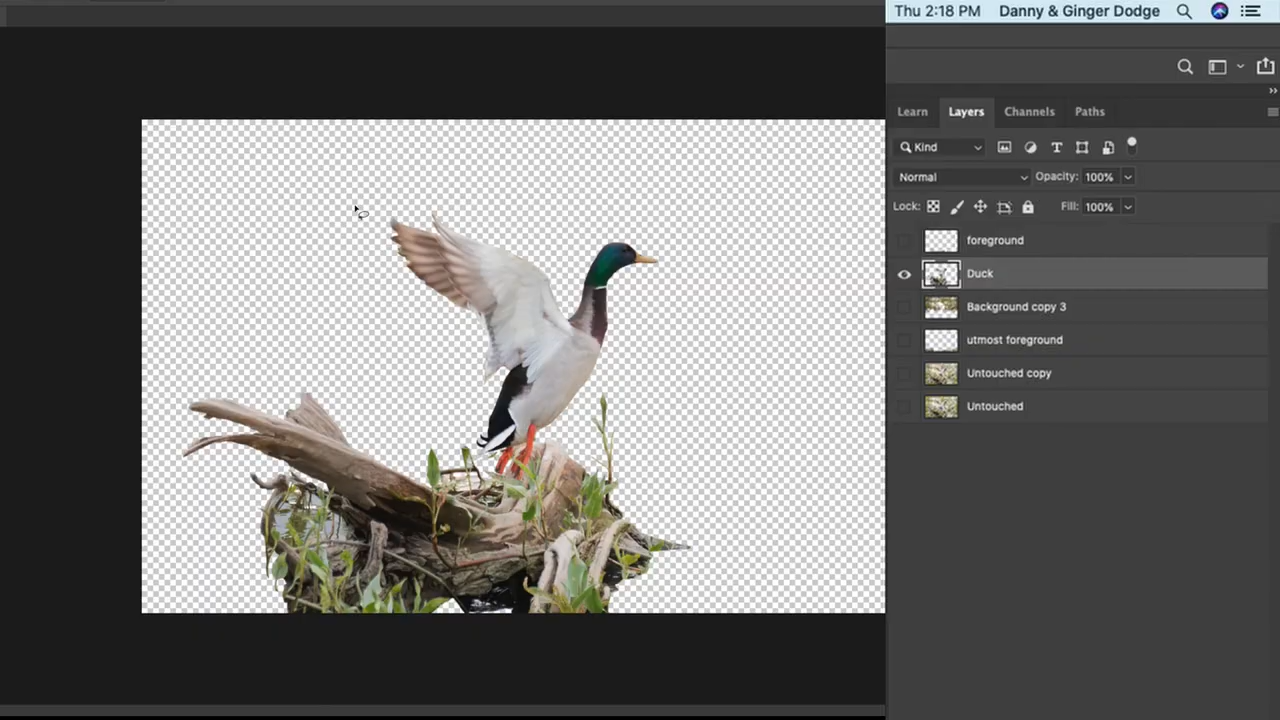 Thu 2:18 PM Danny & Ginger Dodge
Learn Layers Channels Paths
Kind
Normal Opacity: 100%
Lock: Fill: 100%
foreground
Duck
Background copy 3
utmost foreground
Untouched copy
Untouched